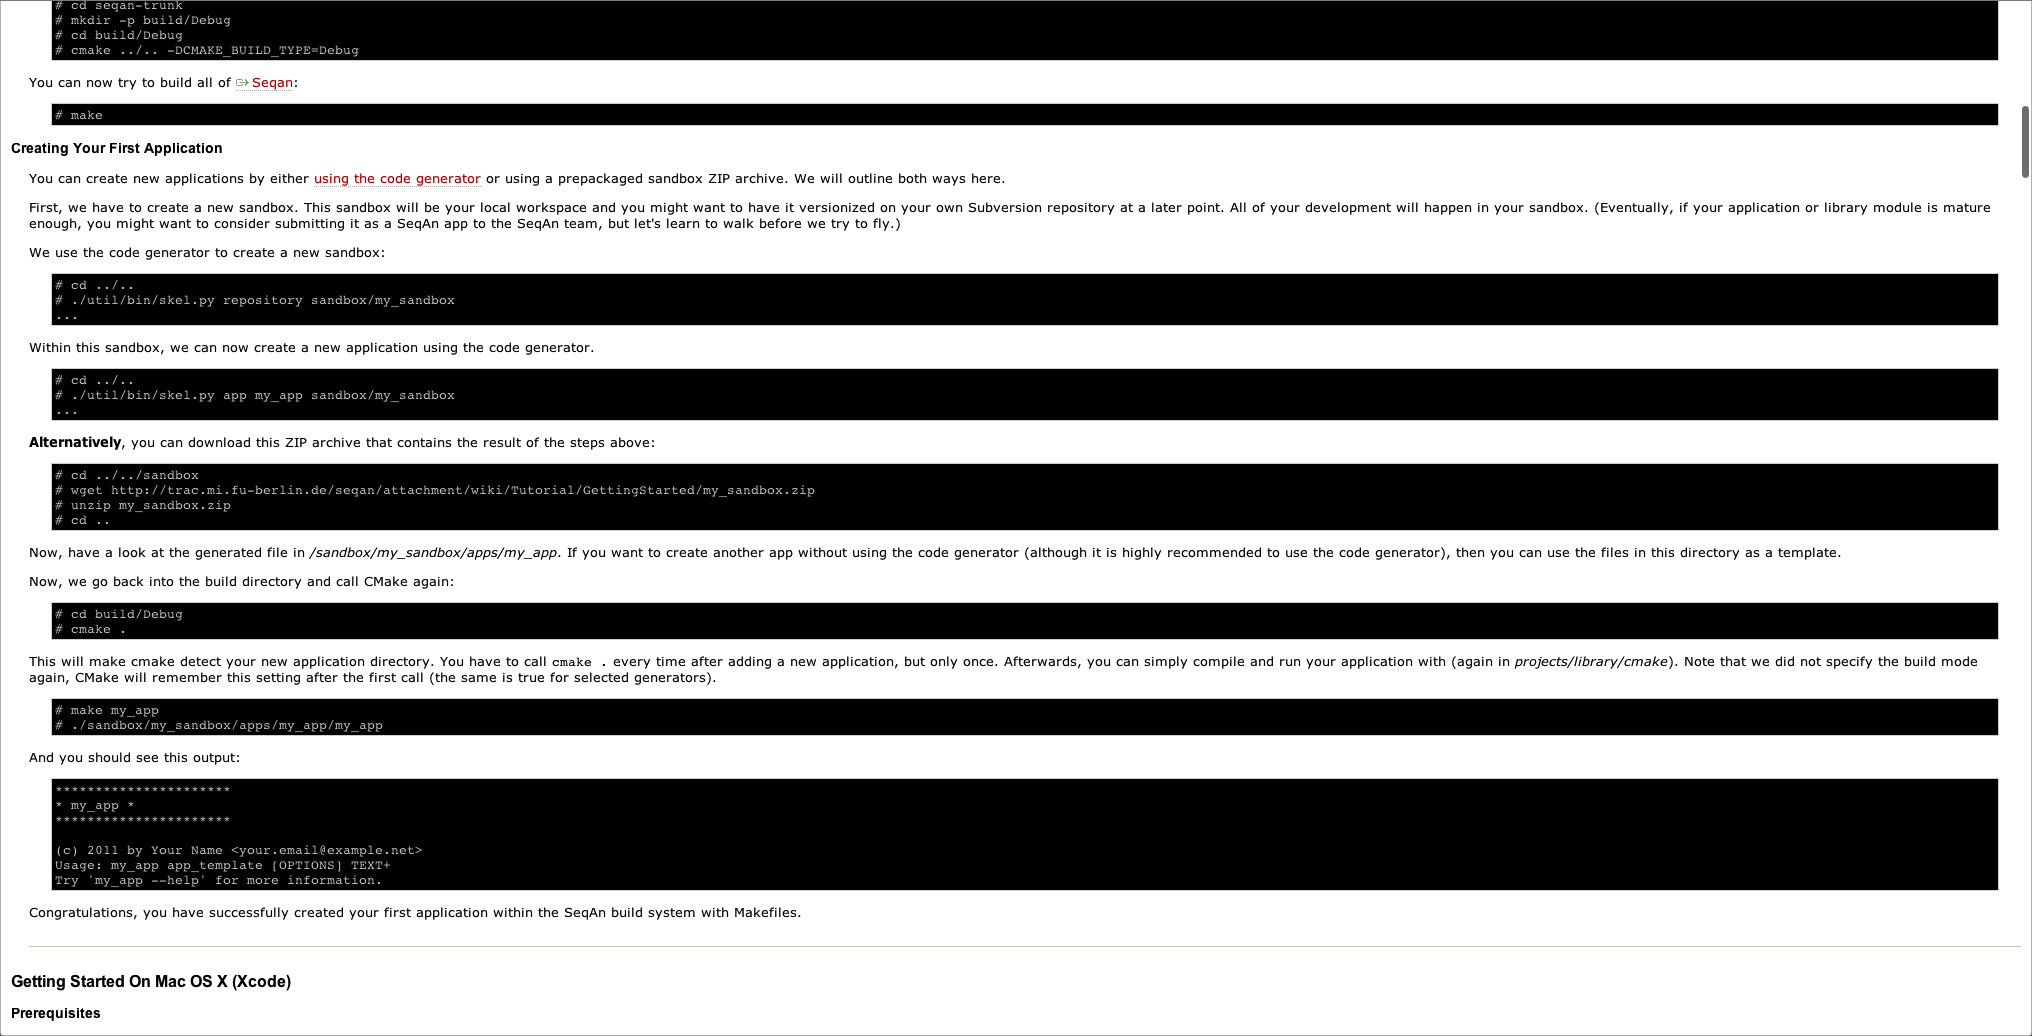 # cd seqan-trunk
# mkdir -p build/Debug
# cd build/Debug
# cmake ../.. -DCMAKE_BUILD_TYPE=Debug
You can now try to build all of Seqan:
# make
Creating Your First Application
You can create new applications by either using the code generator or using a prepackaged sandbox ZIP archive. We will outline both ways here.
First, we have to create a new sandbox. This sandbox will be your local workspace and you might want to have it versionized on your own Subversion repository at a later point. All of your development will happen in your sandbox. (Eventually, if your application or library module is mature
enough, you might want to consider submitting it as a SeqAn app to the SeqAn team, but let's learn to walk before we try to fly.)
We use the code generator to create a new sandbox:
# cd ../..
# ./util/bin/skel.py repository sandbox/my_sandbox
...
Within this sandbox, we can now create a new application using the code generator.
# cd ../..
# ./util/bin/skel.py app my_app sandbox/my_sandbox
...
Alternatively, you can download this ZIP archive that contains the result of the steps above:
# cd ../../sandbox
# wget http://trac.mi.fu-berlin.de/seqan/attachment/wiki/Tutorial/GettingStarted/my_sandbox.zip
# unzip my_sandbox.zip
# cd ..
Now, have a look at the generated file in /sandbox/my_sandbox/apps/my_app. If you want to create another app without using the code generator (although it is highly recommended to use the code generator), then you can use the files in this directory as a template.
Now, we go back into the build directory and call CMake again:
# cd build/Debug
# cmake .
This will make cmake detect your new application directory. You have to call cmake . every time after adding a new application, but only once. Afterwards, you can simply compile and run your application with (again in projects/library/cmake). Note that we did not specify the build mode
again, CMake will remember this setting after the first call (the same is true for selected generators).
# make my_app
# ./sandbox/my_sandbox/apps/my_app/my_app
And you should see this output:
**********************
* my_app *
**********************
(c) 2011 by Your Name <your.email@example.net>
Usage: my_app app_template [OPTIONS] TEXT+
Try 'my_app --help' for more information.
Congratulations, you have successfully created your first application within the SeqAn build system with Makefiles.
Getting Started On Mac OS X (Xcode)
Prerequisites